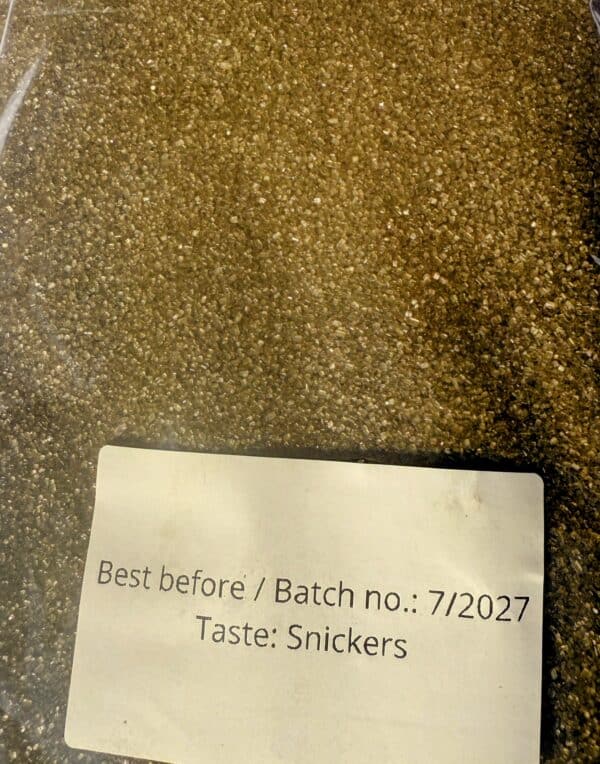 Best before / Batch no.: 7/2027
Taste: Snickers